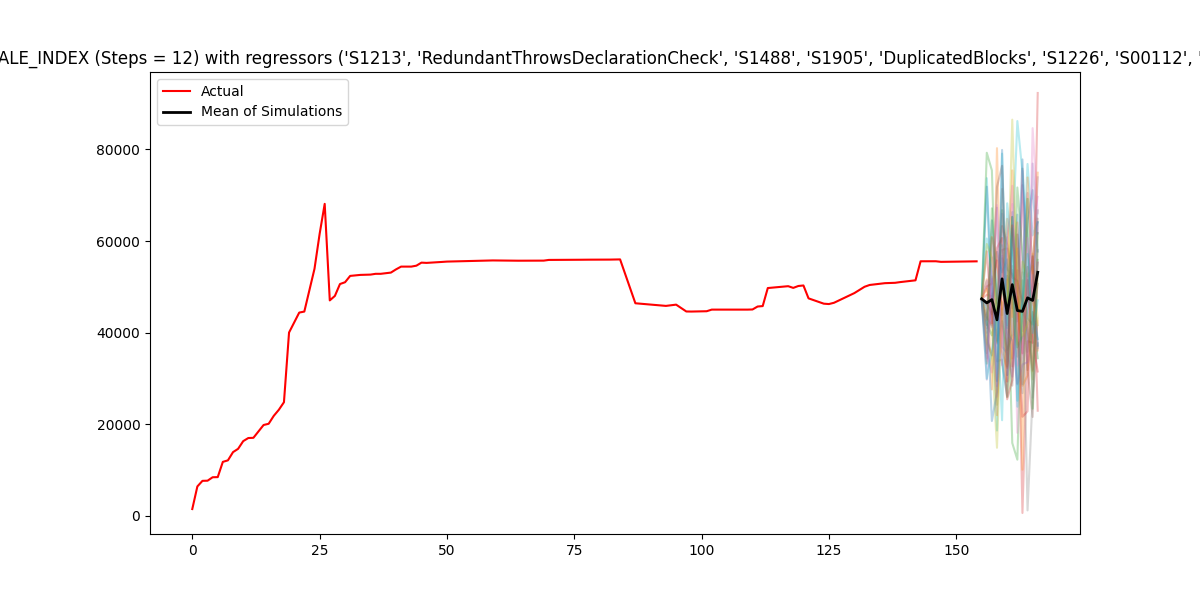 ALE_INDEX (Steps = 12) with regressors ('S1213', 'RedundantThrowsDeclarationCheck', 'S1488', 'S1905', 'DuplicatedBlocks', 'S1226', 'S00112', '
Actual
Mean of Simulations
80000
60000
40000
20000
0
0 25 50 75 100 125 150